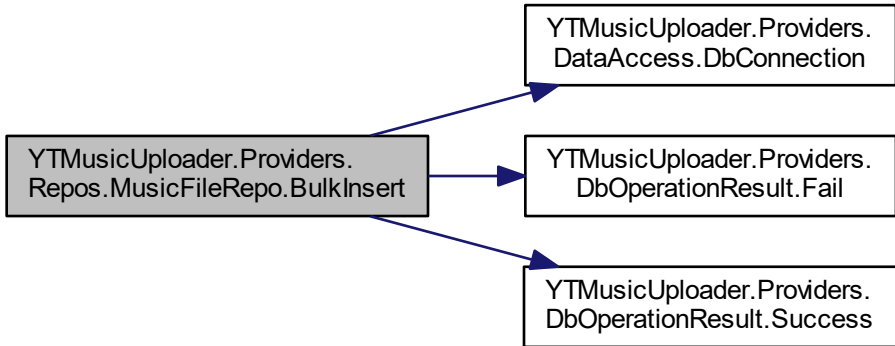 YTMusicUploader.Providers.
DataAccess.DbConnection
YTMusicUploader.Providers.
Repos.MusicFileRepo.BulkInsert
YTMusicUploader.Providers.
DbOperationResult.Fail
YTMusicUploader.Providers.
DbOperationResult.Success